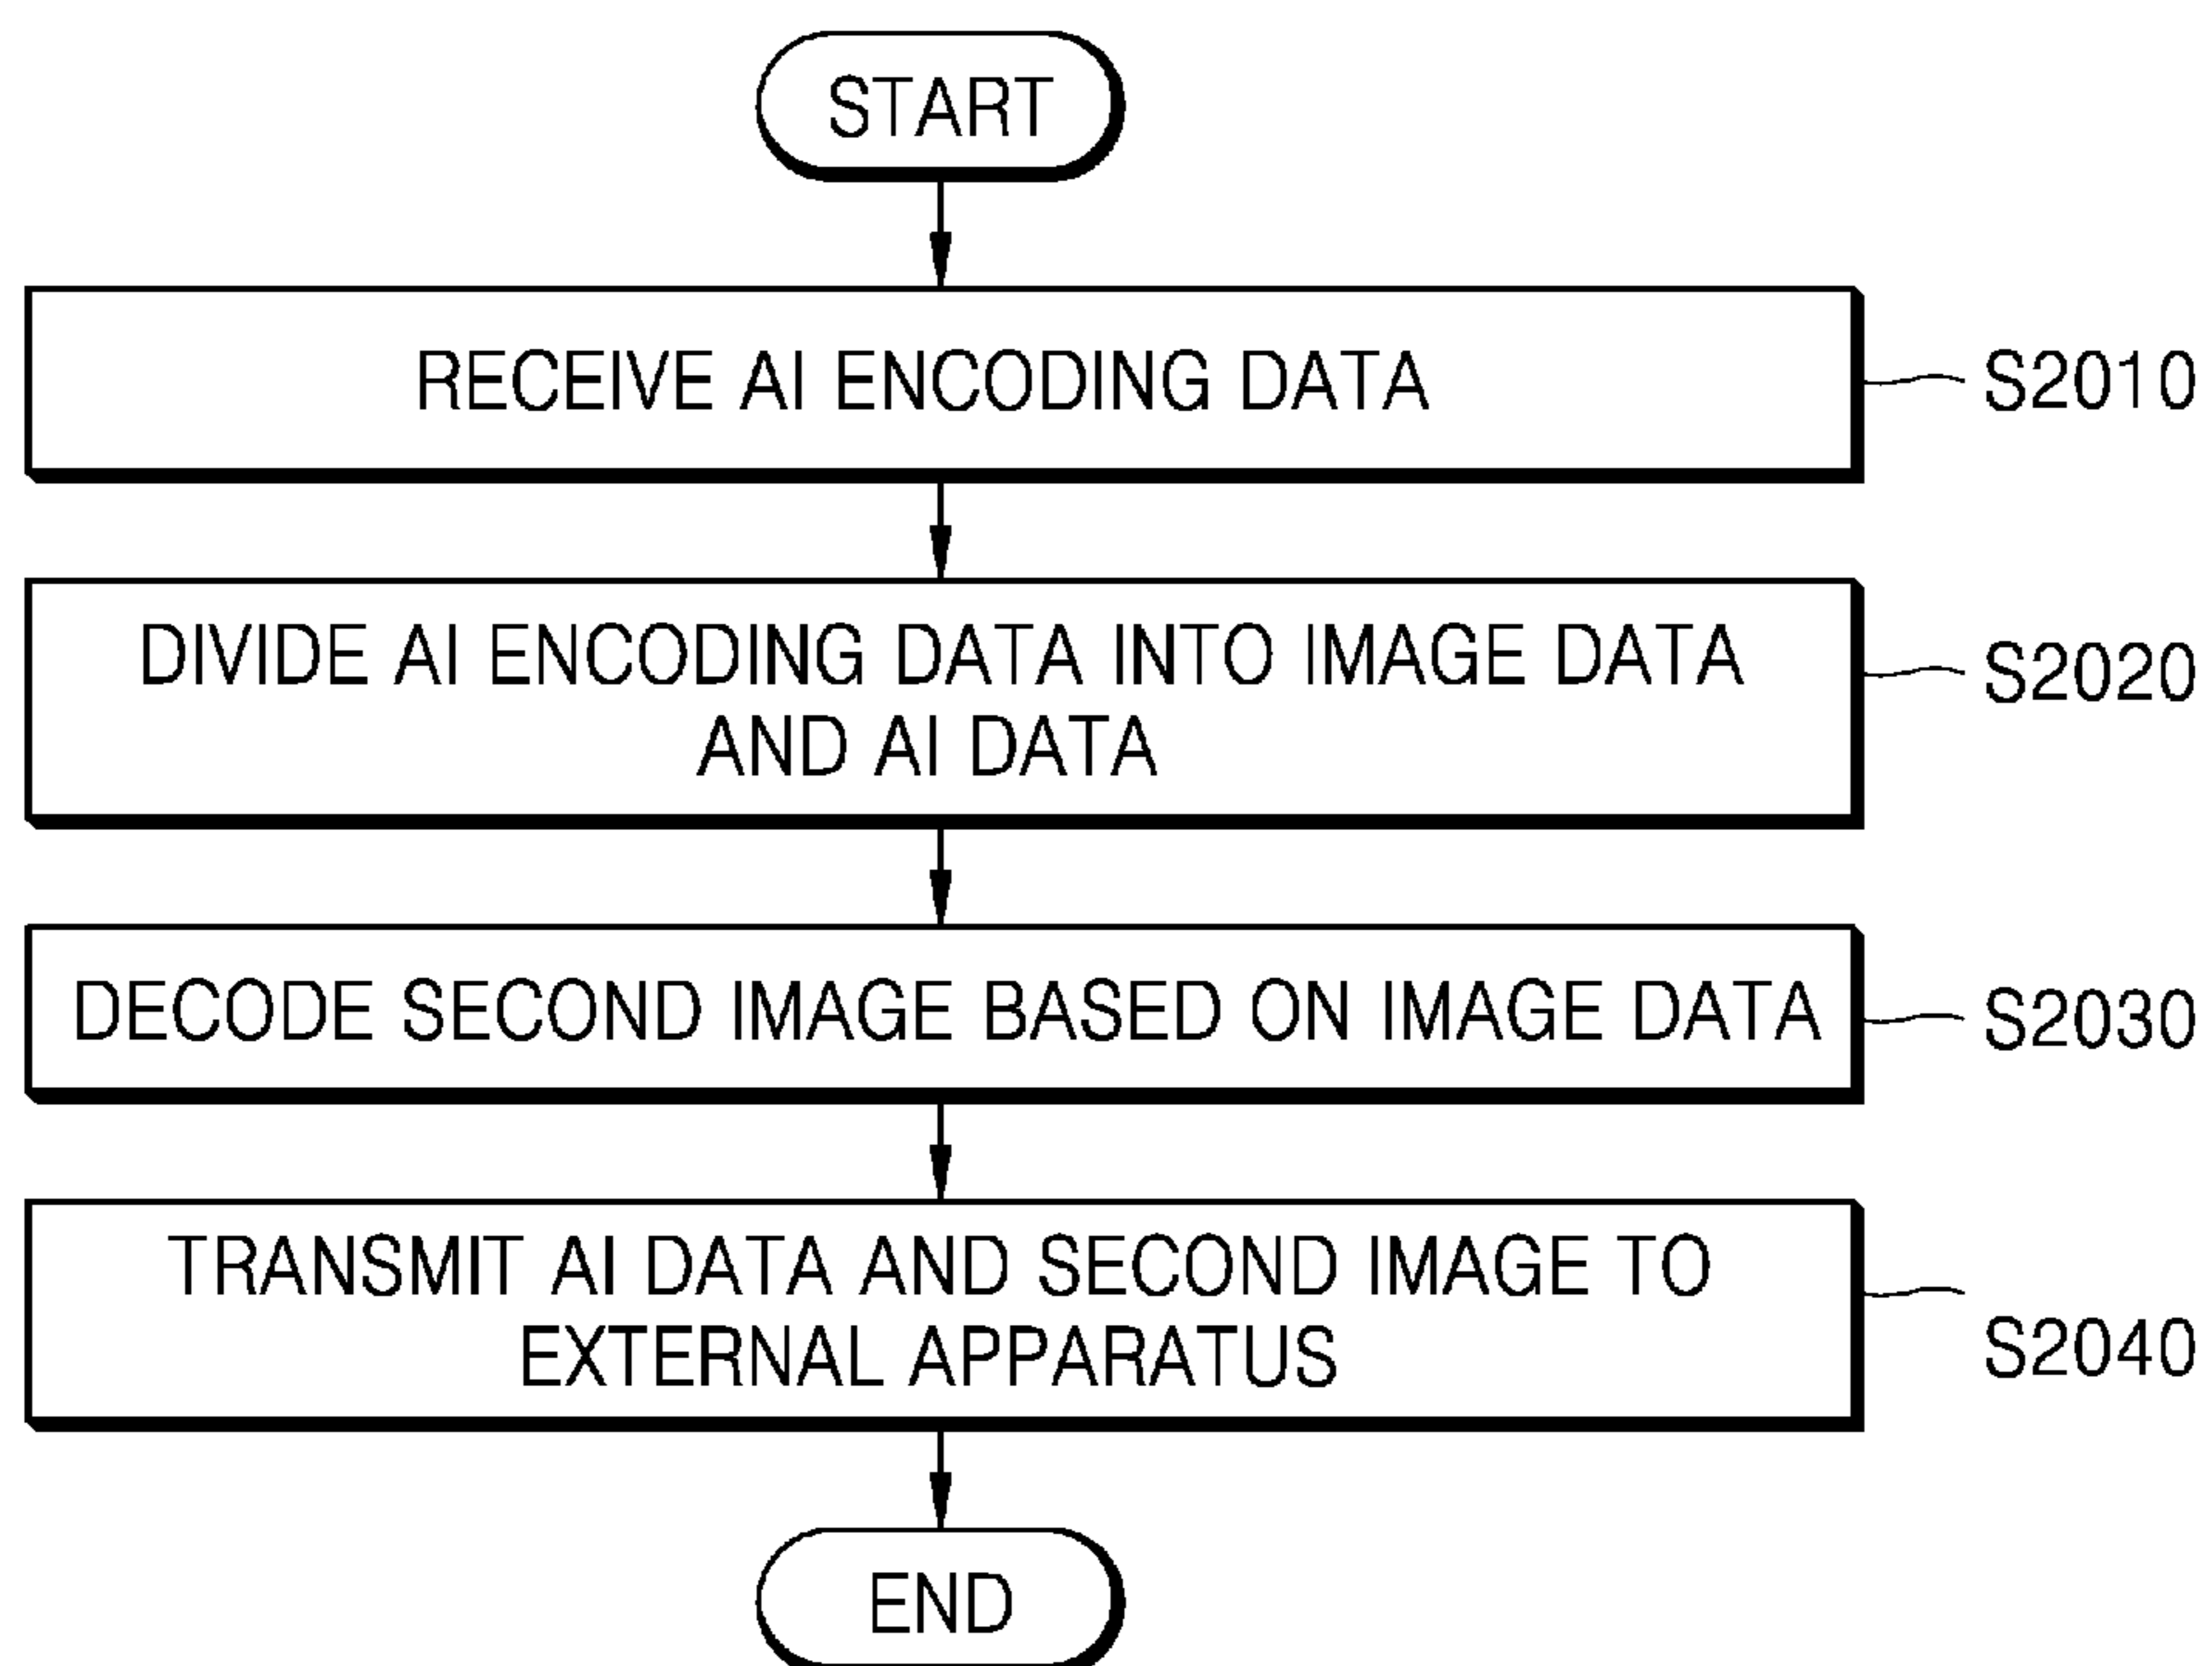 START
RECEIVE AI ENCODING DATA
S2010
DIVIDE AI ENCODING DATA INTO IMAGE DATA
AND AI DATA
S2020
DECODE SECOND IMAGE BASED ON IMAGE DATA
S2030
TRANSMIT AI DATA AND SECOND IMAGE TO
EXTERNAL APPARATUS
S2040
END